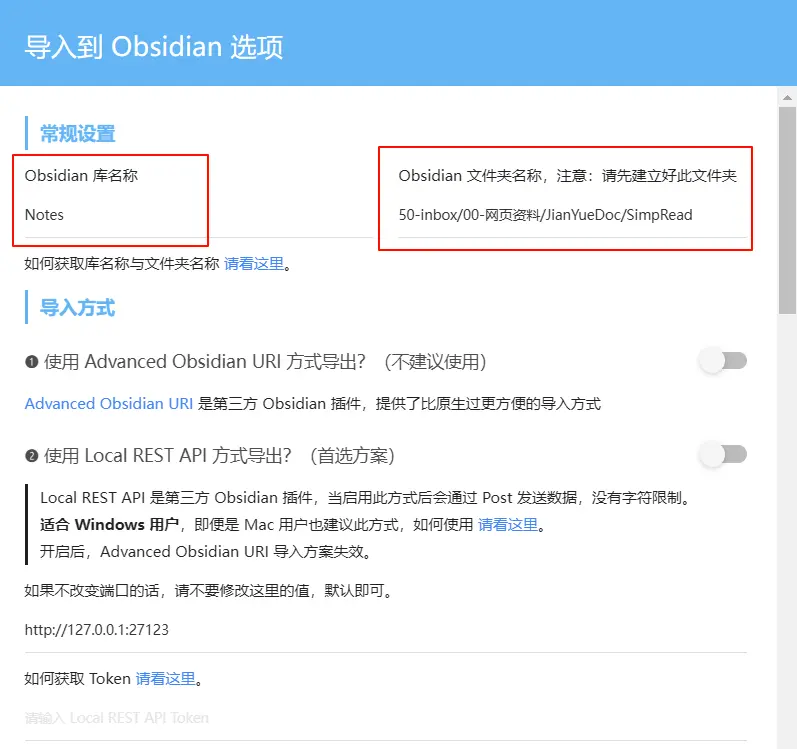 导入到 Obsidian 选项
常规设置
Obsidian 库名称
Obsidian 文件夹名称，注意：请先建立好此文件夹
Notes
50-inbox/00-网页资料/JianYueDoc/SimpRead
如何获取库名称与文件夹名称 请看这里。
导入方式
❶ 使用 Advanced Obsidian URI 方式导出？（不建议使用）
Advanced Obsidian URI 是第三方 Obsidian 插件，提供了比原生过更方便的导入方式
❷ 使用 Local REST API 方式导出？（首选方案）
Local REST API 是第三方 Obsidian 插件，当启用此方式后会通过 Post 发送数据，没有字符限制。
适合 Windows 用户，即便是 Mac 用户也建议此方式，如何使用 请看这里。
开启后，Advanced Obsidian URI 导入方案失效。
如果不改变端口的话，请不要修改这里的值，默认即可。
http://127.0.0.1:27123
如何获取 Token 请看这里。
请输入 Local REST API Token